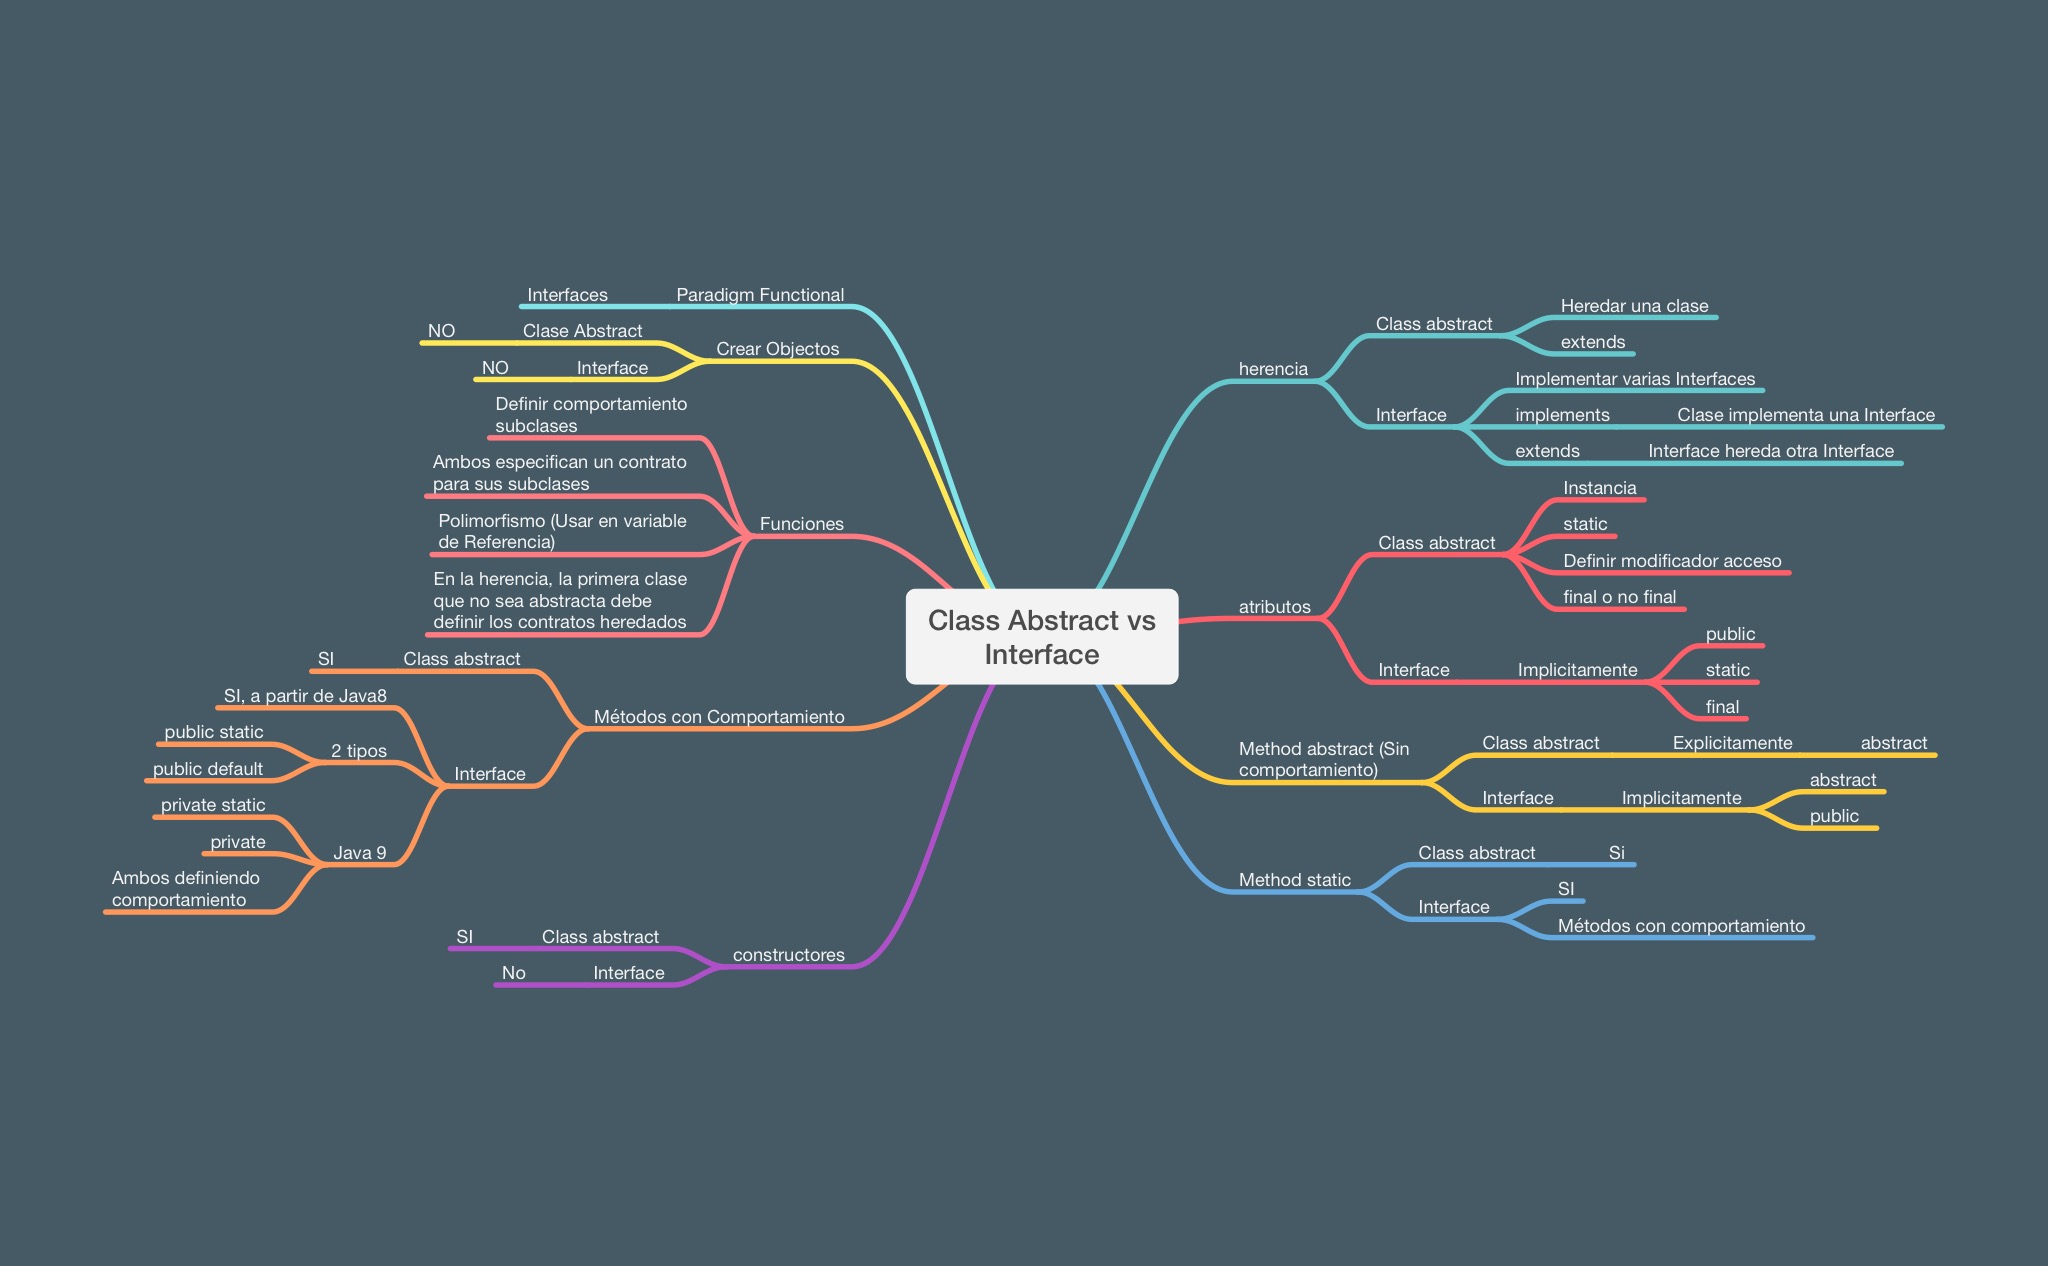 Class Abstract vs
Interface
herencia
Class abstract
Heredar una clase
extends
Interface
Implementar varias Interfaces
implements
Clase implementa una Interface
extends
Interface hereda otra Interface
atributos
Class abstract
Instancia
static
Definir modificador acceso
final o no final
Interface
Implicitamente
public
static
final
Method abstract (Sin
comportamiento)
Class abstract
Explicitamente
abstract
Interface
Implicitamente
abstract
public
Method static
Class abstract
Si
Interface
SI
Métodos con comportamiento
Paradigm Functional
Interfaces
Crear Objectos
Clase Abstract
NO
Interface
NO
Funciones
Definir comportamiento
subclases
Ambos especifican un contrato
para sus subclases
Polimorfismo (Usar en variable
de Referencia)
En la herencia, la primera clase
que no sea abstracta debe
definir los contratos heredados
Métodos con Comportamiento
Class abstract
SI
Interface
SI, a partir de Java8
2 tipos
public static
public default
Java 9
private static
private
Ambos definiendo
comportamiento
constructores
Class abstract
SI
Interface
No